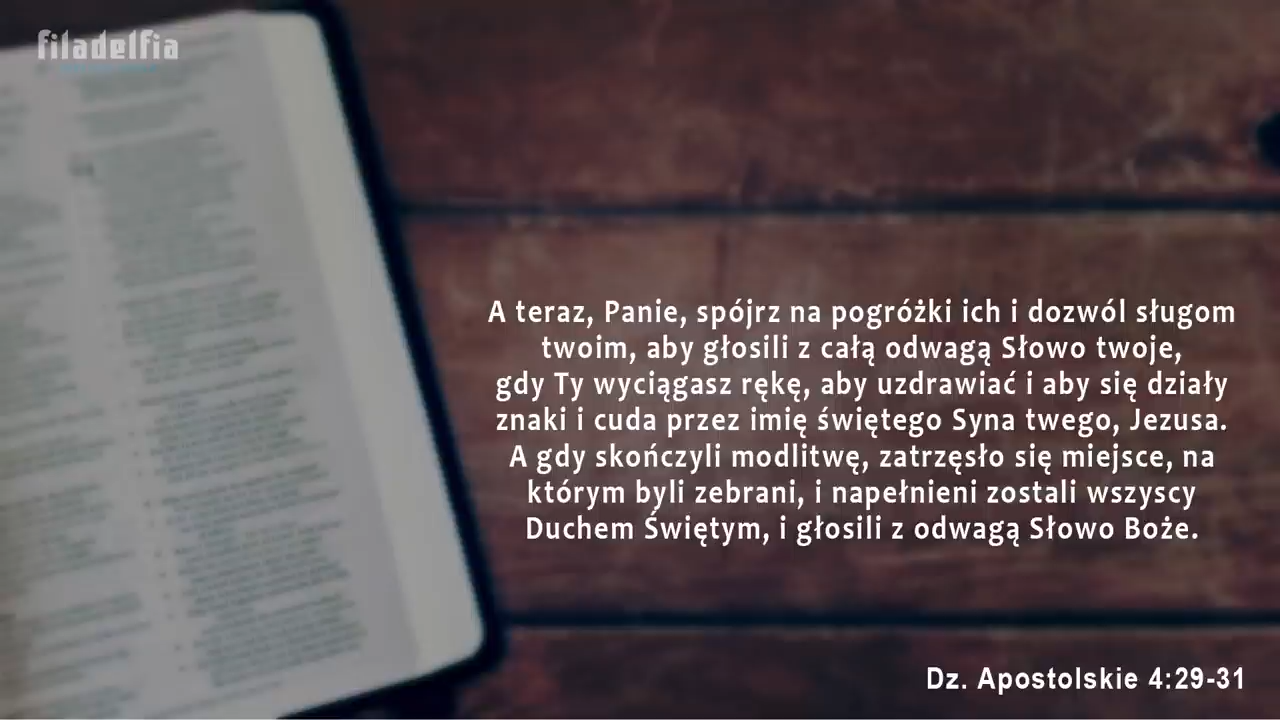 filadelfia
A teraz, Panie, spójrz na pogróżki ich i dozwól sługom
twoim, aby głosili z całą odwagą Słowo twoje,
gdy Ty wyciągasz rękę, aby uzdrawiać i aby się działy
znaki i cuda przez imię świętego Syna twego, Jezusa.
A gdy skończyli modlitwę, zatrzęsło się miejsce, na
którym byli zebrani, i napełnieni zostali wszyscy
Duchem Świętym, i głosili z odwagą Słowo Boże.
Dz. Apostolskie 4:29-31